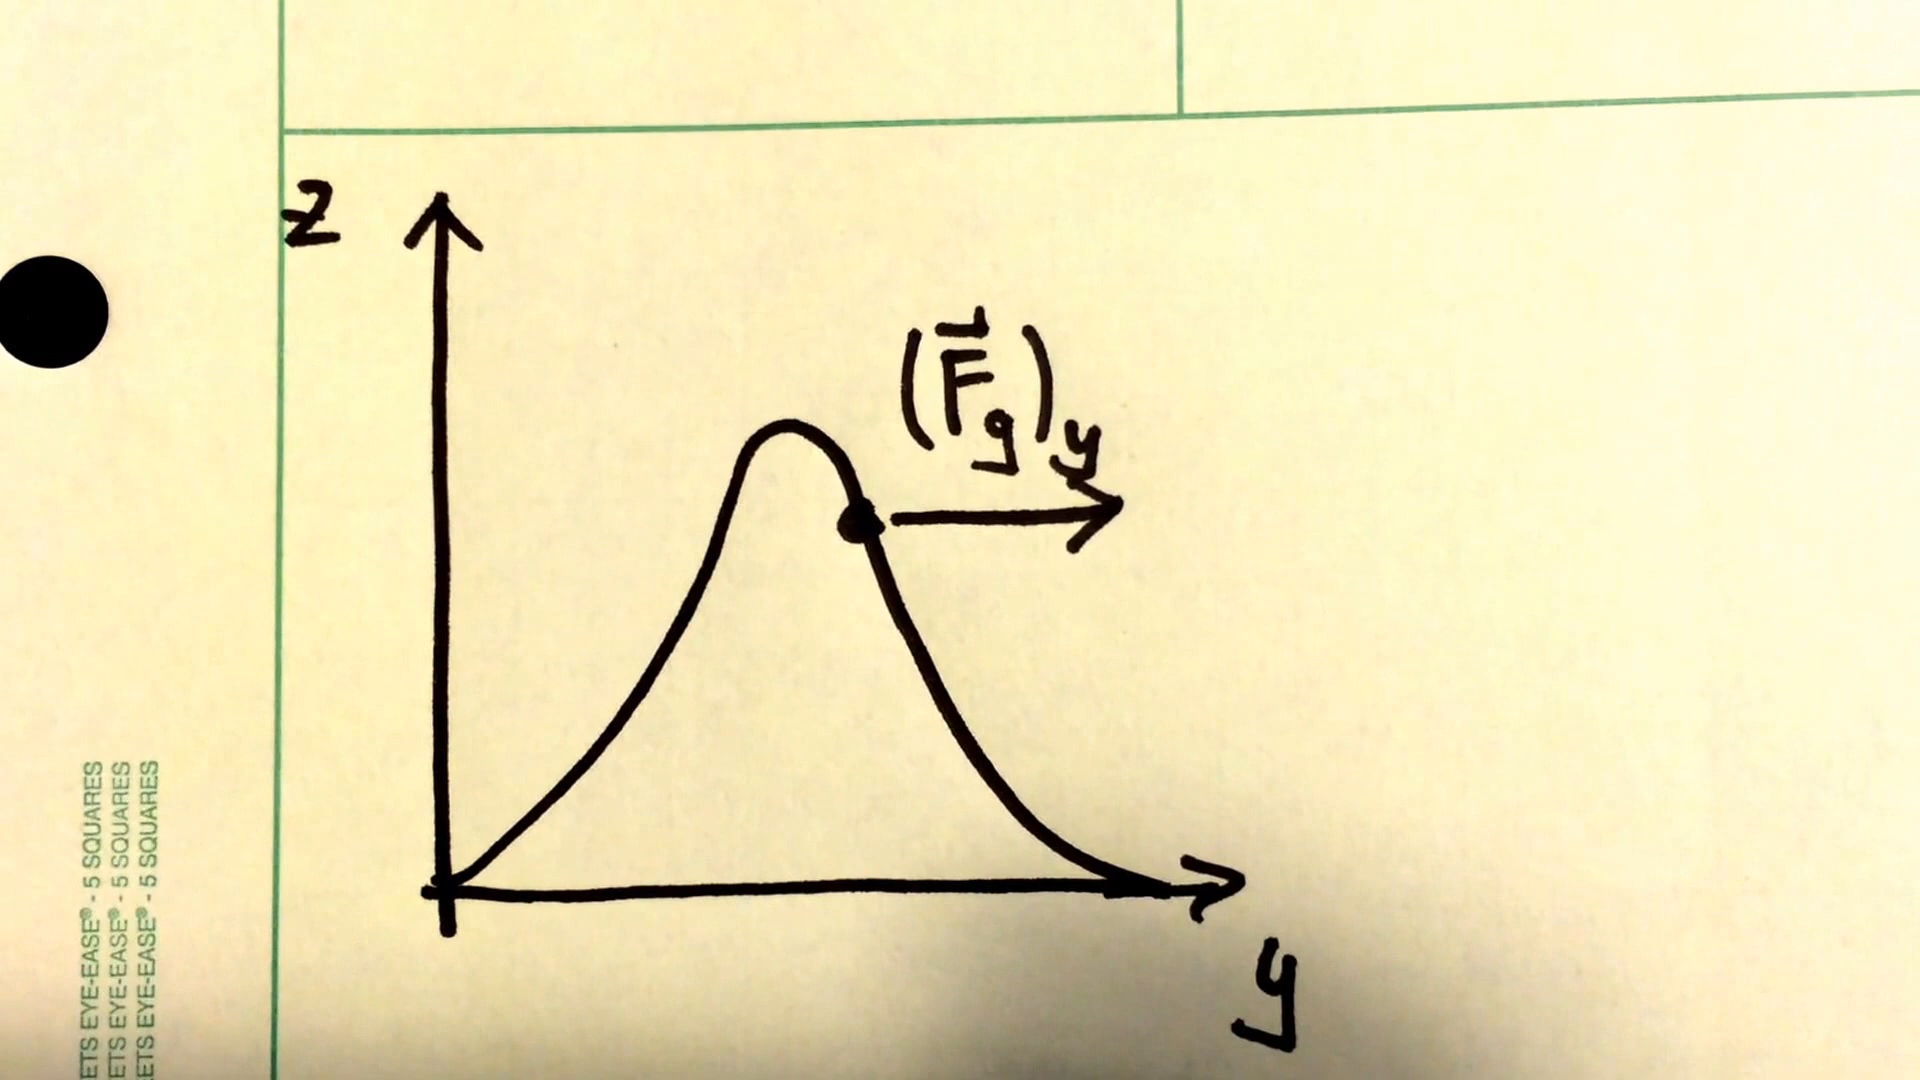 z
(F⃗g)y
y
ETS EYE-EASE® - 5 SQUARES
ETS EYE-EASE® - 5 SQUARES
ETS EYE-EASE® - 5 SQUARES